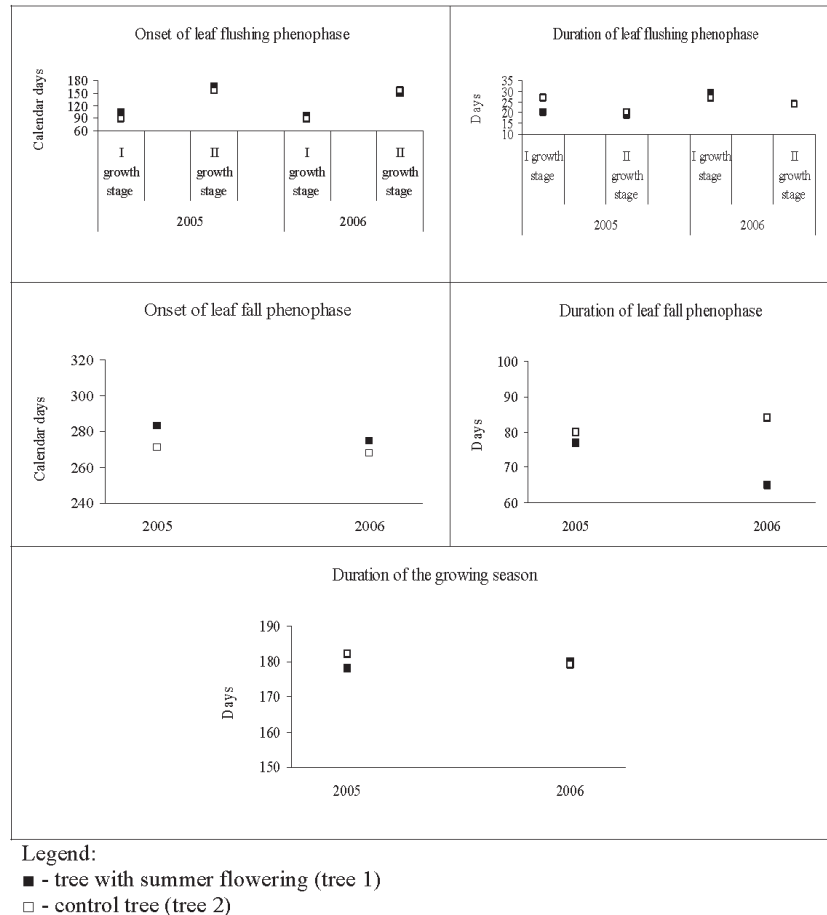 Onset of leaf flushing phenophase
Calendar days
180
150
120
90
60
I growth stage
II growth stage
I growth stage
II growth stage
2005
2006
Duration of leaf flushing phenophase
Days
35
30
25
20
15
10
I growth stage
II growth stage
I growth stage
II growth stage
2005
2006
Onset of leaf fall phenophase
Calendar days
320
300
280
260
240
2005
2006
Duration of leaf fall phenophase
Days
100
90
80
70
60
2005
2006
Duration of the growing season
Days
190
180
170
160
150
2005
2006
Legend:
■ - tree with summer flowering (tree 1)
□ - control tree (tree 2)